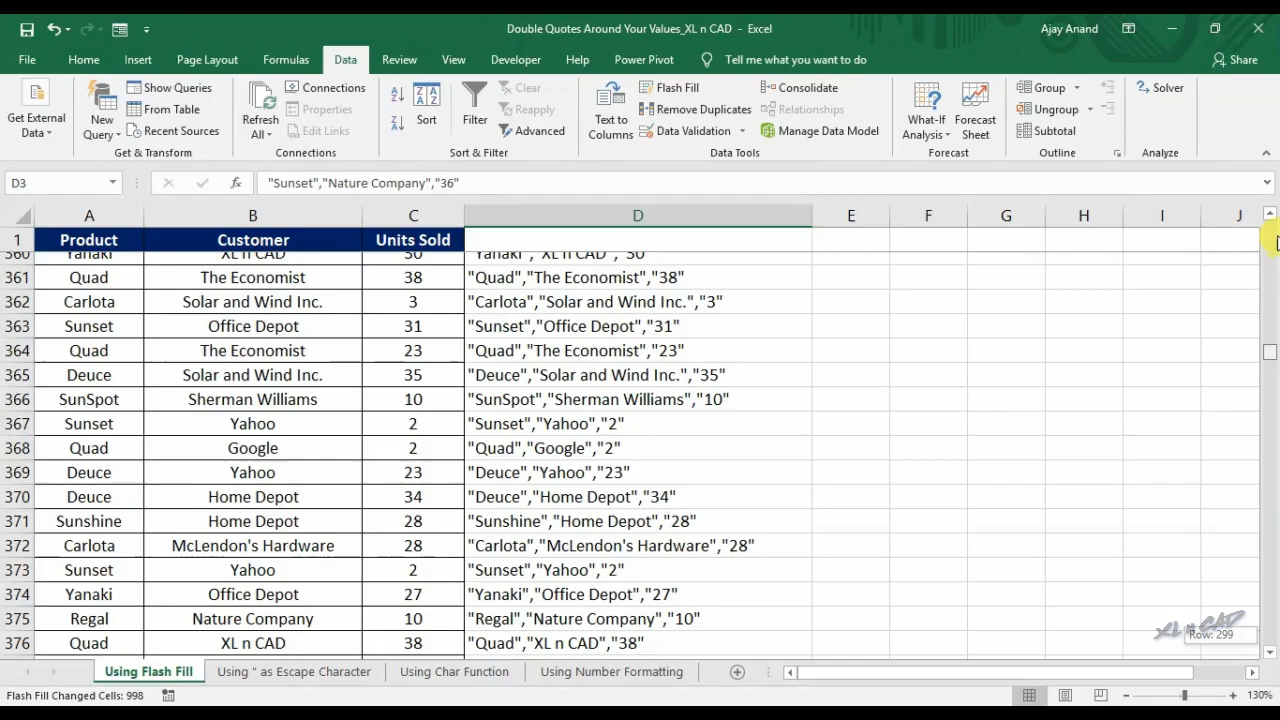 Double Quotes Around Your Values_XL n CAD - Excel
Ajay Anand
File Home Insert Page Layout Formulas Data Review View Developer Help Power Pivot Tell me what you want to do Share
Get External Data
New Query
Show Queries
From Table
Recent Sources
Get & Transform
Refresh All
Connections
Properties
Edit Links
Connections
Sort
Filter
Clear
Reapply
Advanced
Sort & Filter
Text to Columns
Flash Fill
Remove Duplicates
Data Validation
Consolidate
Relationships
Manage Data Model
Data Tools
What-If Analysis
Forecast Sheet
Forecast
Group
Ungroup
Subtotal
Outline
Solver
Analyze
D3 fx "Sunset","Nature Company","36"
A B C D E F G H I J
1 Product Customer Units Sold
360 Yanaki XL n CAD 30 "Yanaki","XL n CAD","30"
361 Quad The Economist 38 "Quad","The Economist","38"
362 Carlota Solar and Wind Inc. 3 "Carlota","Solar and Wind Inc.","3"
363 Sunset Office Depot 31 "Sunset","Office Depot","31"
364 Quad The Economist 23 "Quad","The Economist","23"
365 Deuce Solar and Wind Inc. 35 "Deuce","Solar and Wind Inc.","35"
366 SunSpot Sherman Williams 10 "SunSpot","Sherman Williams","10"
367 Sunset Yahoo 2 "Sunset","Yahoo","2"
368 Quad Google 2 "Quad","Google","2"
369 Deuce Yahoo 23 "Deuce","Yahoo","23"
370 Deuce Home Depot 34 "Deuce","Home Depot","34"
371 Sunshine Home Depot 28 "Sunshine","Home Depot","28"
372 Carlota McLendon's Hardware 28 "Carlota","McLendon's Hardware","28"
373 Sunset Yahoo 2 "Sunset","Yahoo","2"
374 Yanaki Office Depot 27 "Yanaki","Office Depot","27"
375 Regal Nature Company 10 "Regal","Nature Company","10"
376 Quad XL n CAD 38 "Quad","XL n CAD","38"
XL n CAD
Row: 299
Using Flash Fill Using " as Escape Character Using Char Function Using Number Formatting
Flash Fill Changed Cells: 998
130%